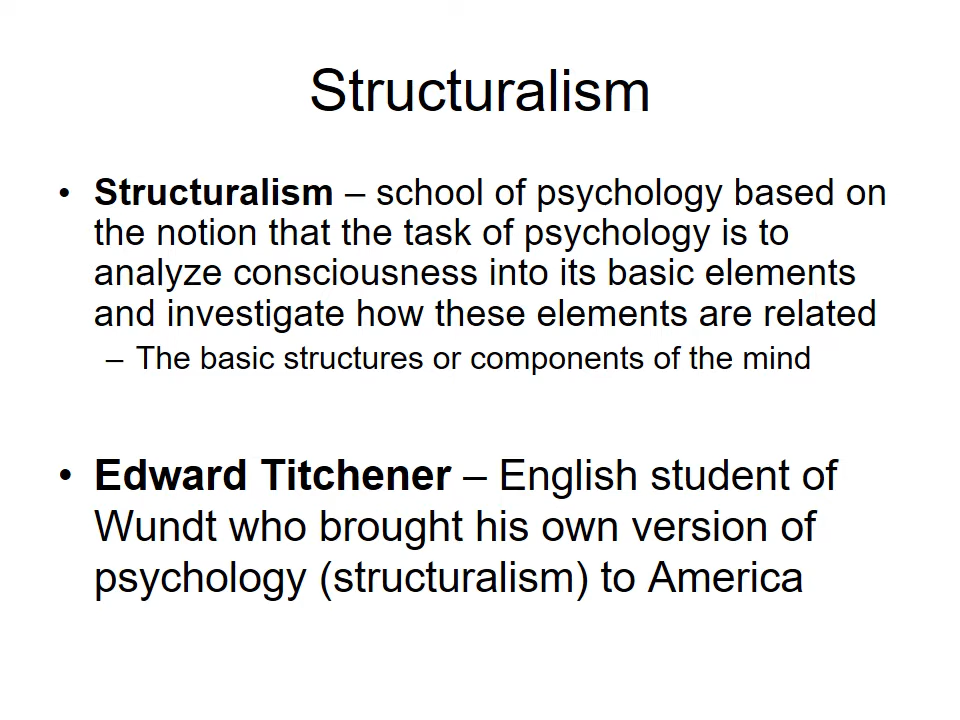 Structuralism
• Structuralism – school of psychology based on
the notion that the task of psychology is to
analyze consciousness into its basic elements
and investigate how these elements are related
– The basic structures or components of the mind
• Edward Titchener – English student of
Wundt who brought his own version of
psychology (structuralism) to America